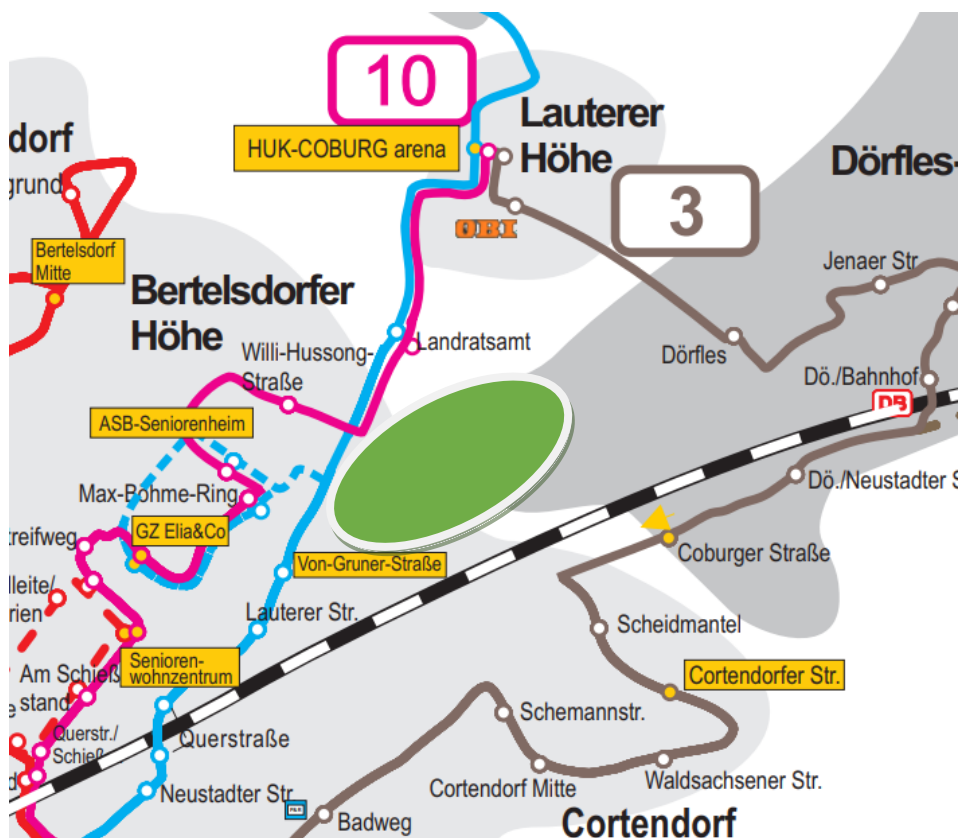 10
Lauterer
Höhe
HUK-COBURG arena
dorf
grund
Dörfles-
3
OBI
Bertelsdorf
Mitte
Jenaer Str.
Bertelsdorfer
Höhe
Willi-Hussong-
Straße
Landratsamt
Dörfles
Dö./Bahnhof
DB
ASB-Seniorenheim
Max-Böhme-Ring
Dö./Neustadter S
GZ Elia&Co
treifweg
Coburger Straße
Von-Gruner-Straße
lleite/
rien
Lauterer Str.
Scheidmantel
Senioren-
wohnzentrum
Am Schieß
stand
Cortendorfer Str.
Schemannstr.
Querstr./
Schieß
Querstraße
Waldsachsener Str.
Cortendorf Mitte
Neustadter Str.
P&R
Badweg
Cortendorf